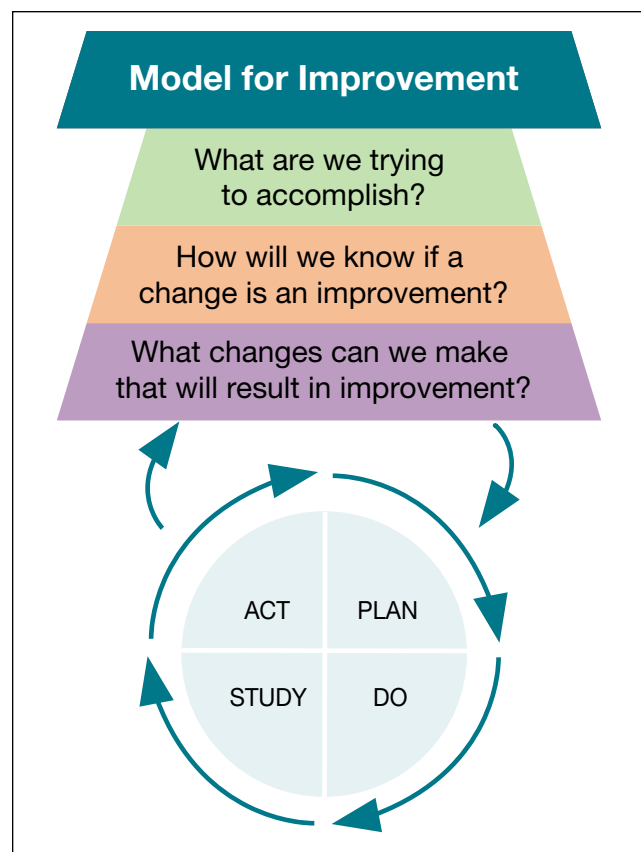 Model for Improvement
What are we trying
to accomplish?
How will we know if a
change is an improvement?
What changes can we make
that will result in improvement?
ACT
PLAN
STUDY
DO